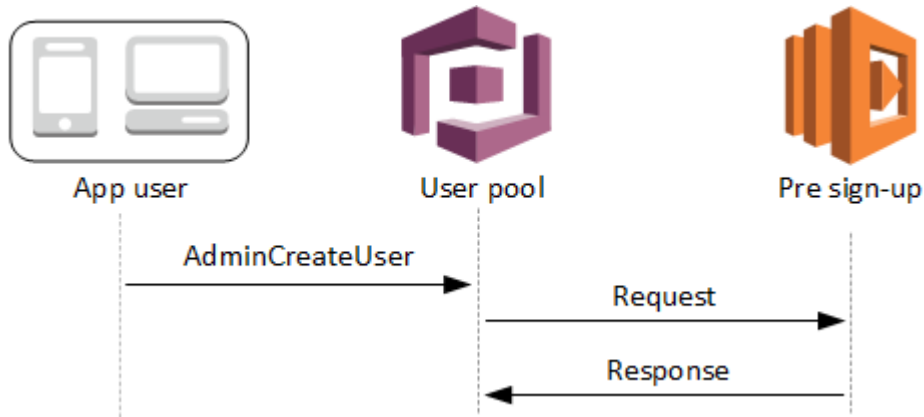 App user
User pool
Pre sign-up
AdminCreateUser
Request
Response